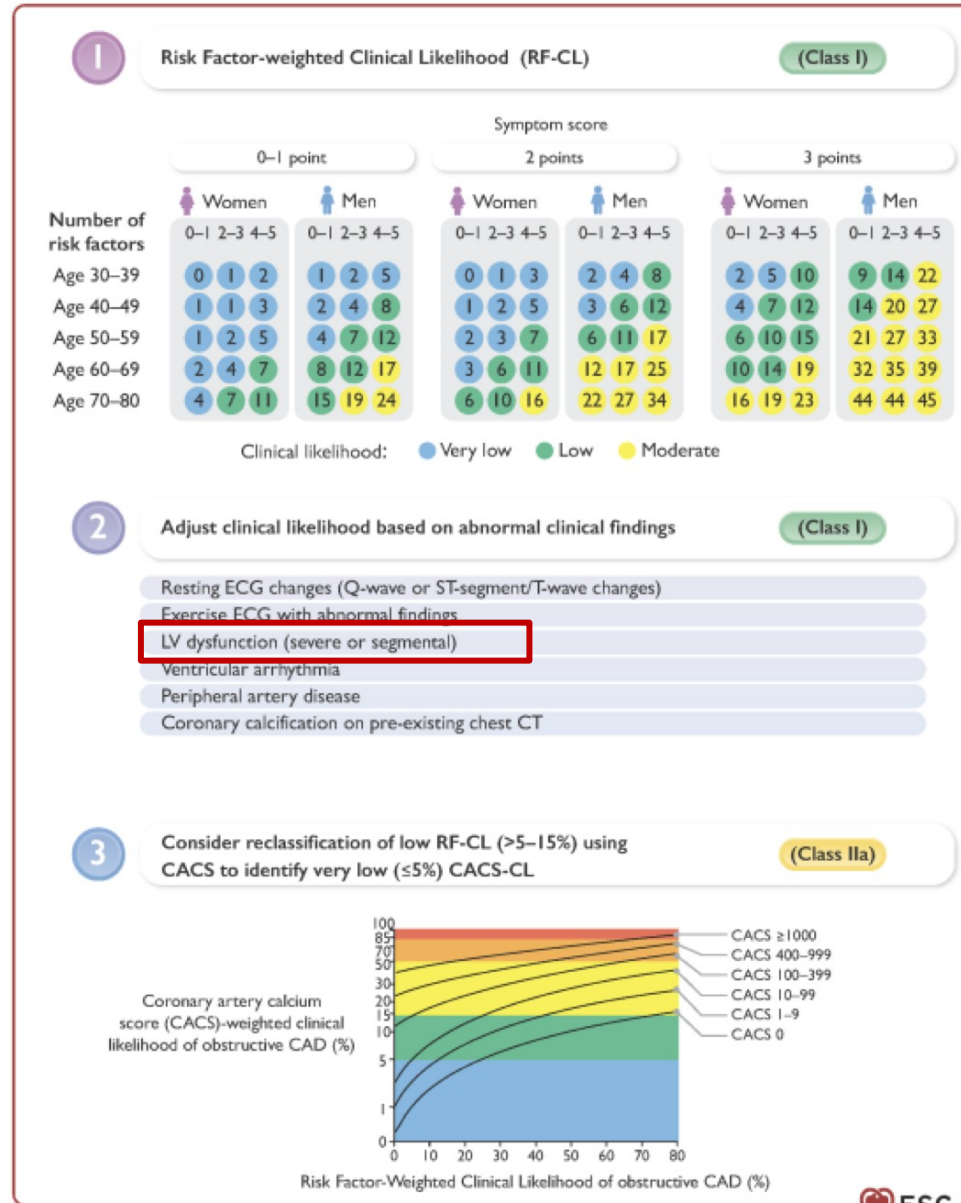 1
Risk Factor-weighted Clinical Likelihood (RF-CL)
(Class I)
Symptom score
0–1 point
2 points
3 points
Women
Men
Women
Men
Women
Men
Number of
risk factors
0–1 2–3 4–5
0–1 2–3 4–5
0–1 2–3 4–5
0–1 2–3 4–5
0–1 2–3 4–5
0–1 2–3 4–5
Age 30–39 0 1 2 1 2 5 0 1 3 2 4 8 2 5 10 9 14 22
Age 40–49 1 1 3 2 4 8 1 2 5 3 6 12 4 7 12 14 20 27
Age 50–59 1 2 5 4 7 12 2 3 7 6 11 17 6 10 15 21 27 33
Age 60–69 2 4 7 8 12 17 3 6 11 12 17 25 10 14 19 32 35 39
Age 70–80 4 7 11 15 19 24 6 10 16 22 27 34 16 19 23 44 44 45
Clinical likelihood: Very low Low Moderate
2
Adjust clinical likelihood based on abnormal clinical findings
(Class I)
Resting ECG changes (Q-wave or ST-segment/T-wave changes)
Exercise ECG with abnormal findings
LV dysfunction (severe or segmental)
Ventricular arrhythmia
Peripheral artery disease
Coronary calcification on pre-existing chest CT
3
Consider reclassification of low RF-CL (>5–15%) using
CACS to identify very low (≤5%) CACS-CL
(Class IIa)
Coronary artery calcium
score (CACS)-weighted clinical
likelihood of obstructive CAD (%)
100
85
70
50
30
20
15
10
5
1
0
CACS ≥1000
CACS 400–999
CACS 100–399
CACS 10–99
CACS 1–9
CACS 0
0 10 20 30 40 50 60 70 80
Risk Factor-Weighted Clinical Likelihood of obstructive CAD (%)
ESC